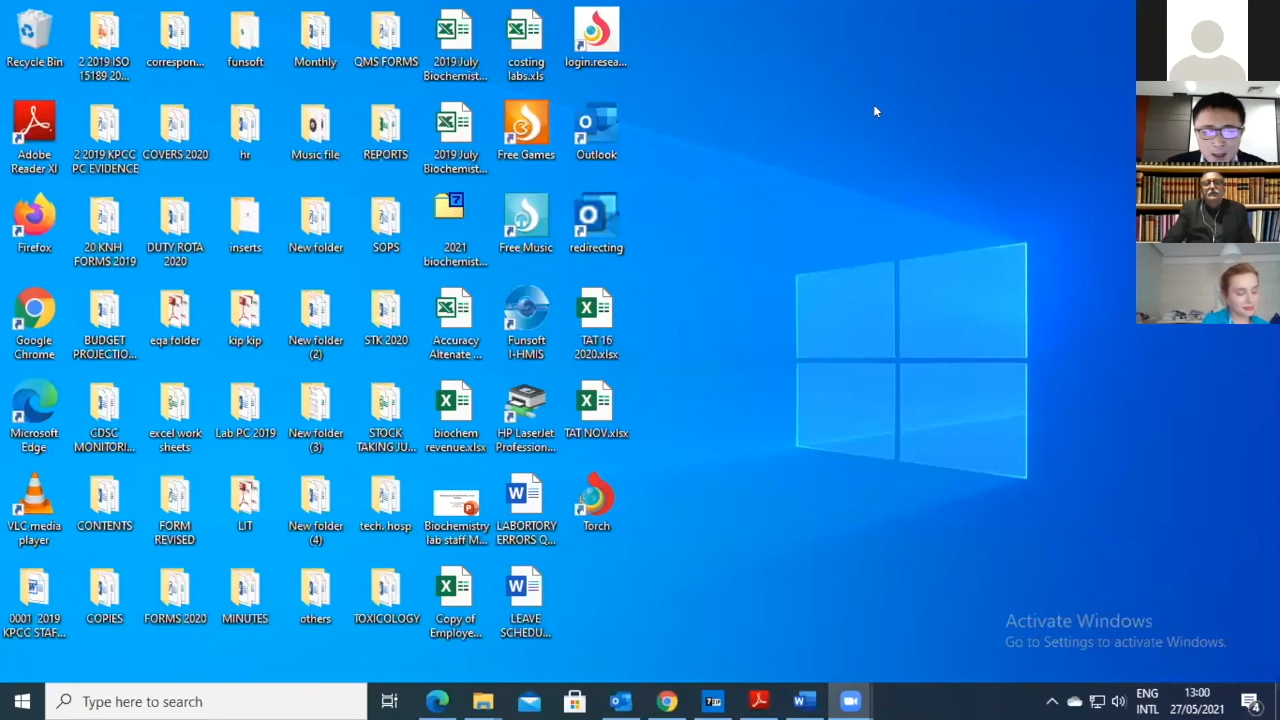 Recycle Bin
2 2019 ISO
15189 20...
correspon...
funsoft
Monthly
QMS FORMS
2019 July
Biochemist...
costing
labs.xls
login.resea...
Adobe
Reader XI
2 2019 KPCC
PC EVIDENCE
COVERS 2020
hr
Music file
REPORTS
2019 July
Biochemist...
Free Games
Outlook
Firefox
20 KNH
FORMS 2019
DUTY ROTA
2020
inserts
New folder
SOPS
2021
biochemist...
Free Music
redirecting
Google
Chrome
BUDGET
PROJECTIO...
eqa folder
kip kip
New folder
(2)
STK 2020
Accuracy
Altenate ...
Funsoft
I-HMIS
TAT 16
2020.xlsx
Microsoft
Edge
CDSC
MONITORI...
excel work
sheets
Lab PC 2019
New folder
(3)
STOCK
TAKING JU...
biochem
revenue.xlsx
HP LaserJet
Profession...
TAT NOV.xlsx
VLC media
player
CONTENTS
FORM
REVISED
LIT
New folder
(4)
tech. hosp
Biochemistry
lab staff M...
LABORTORY
ERRORS Q...
Torch
0001 2019
KPCC STAF...
COPIES
FORMS 2020
MINUTES
others
TOXICOLOGY
Copy of
Employe...
LEAVE
SCHEDU...
Activate Windows
Go to Settings to activate Windows.
Type here to search
ENG
INTL
13:00
27/05/2021
4